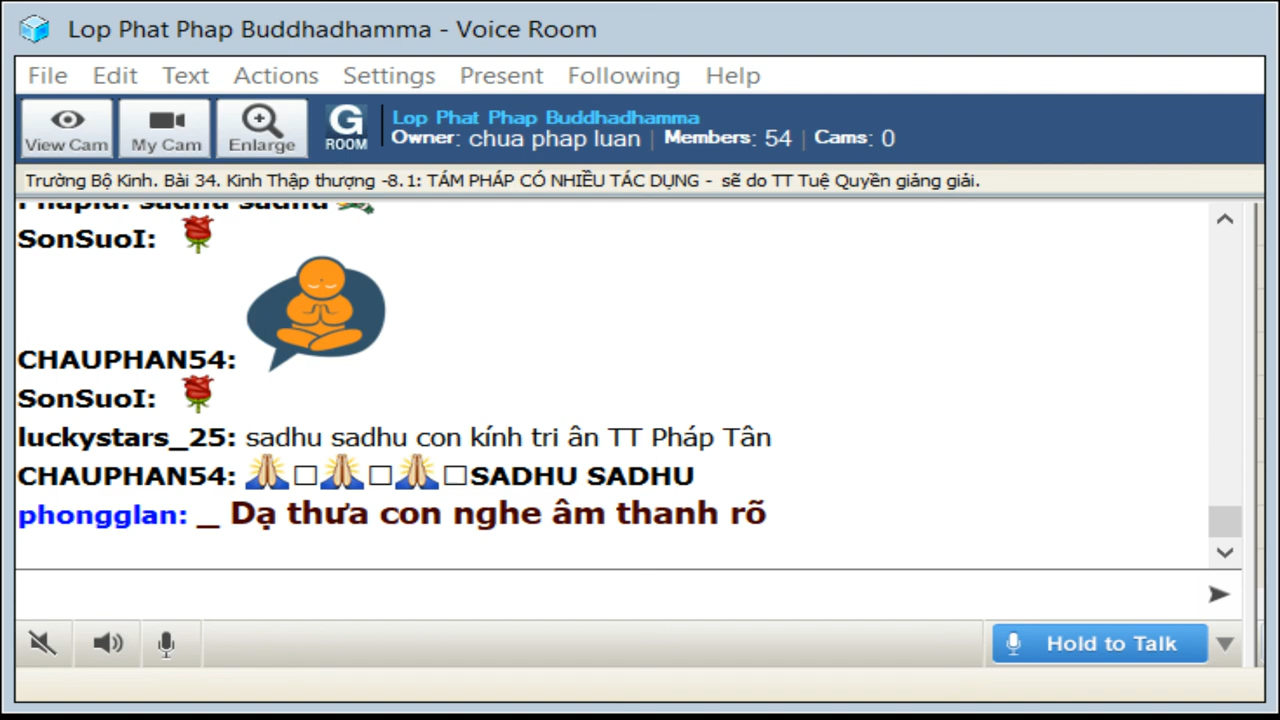 Lop Phat Phap Buddhadhamma - Voice Room
File Edit Text Actions Settings Present Following Help
View Cam My Cam Enlarge G ROOM
Lop Phat Phap Buddhadhamma
Owner: chua phap luan | Members: 54 | Cams: 0
Trường Bộ Kinh. Bài 34. Kinh Thập thượng -8.1: TÁM PHÁP CÓ NHIỀU TÁC DỤNG - sẽ do TT Tuệ Quyền giảng giải.
sadhu sadhu
SonSuoI:
CHAUPHAN54:
SonSuoI:
luckystars_25: sadhu sadhu con kính tri ân TT Pháp Tân
CHAUPHAN54: 🙏□🙏□🙏□SADHU SADHU
phongglan: _ Dạ thưa con nghe âm thanh rõ
Hold to Talk